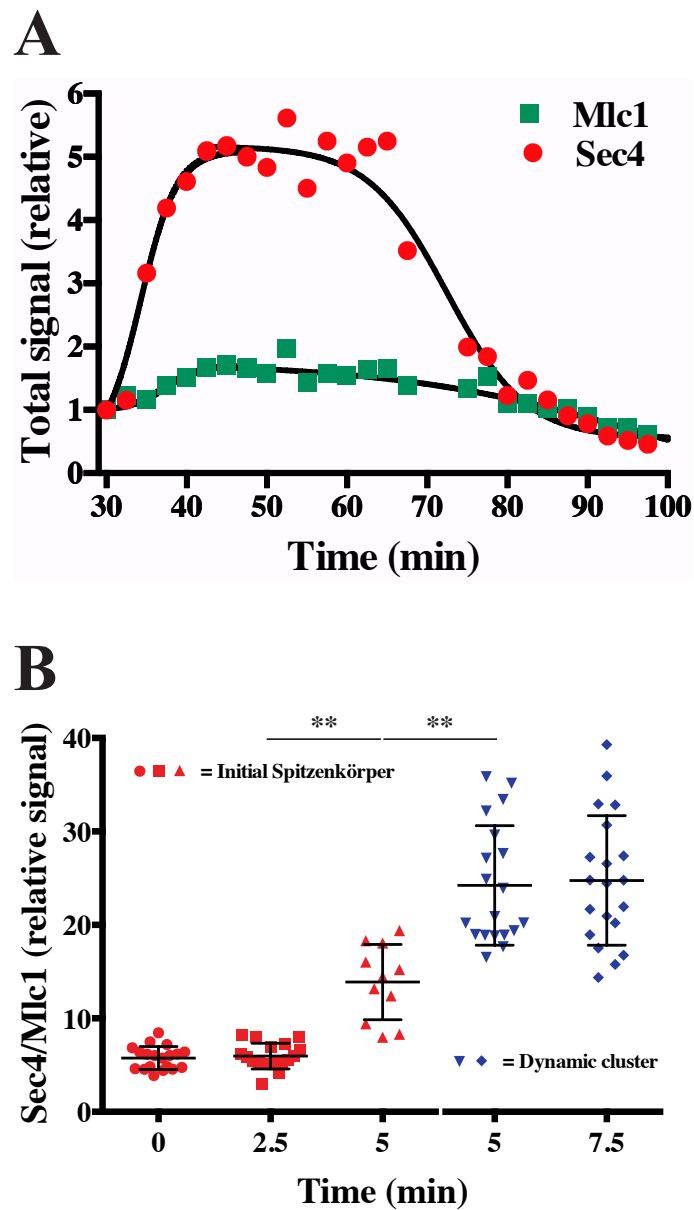 A
Total signal (relative)
6
5
4
3
2
1
0
Mlc1
Sec4
30 40 50 60 70 80 90 100
Time (min)
B
Sec4/Mlc1 (relative signal)
40
30
20
10
0
** **
= Initial Spitzenkörper
= Dynamic cluster
0 2.5 5 5 7.5
Time (min)